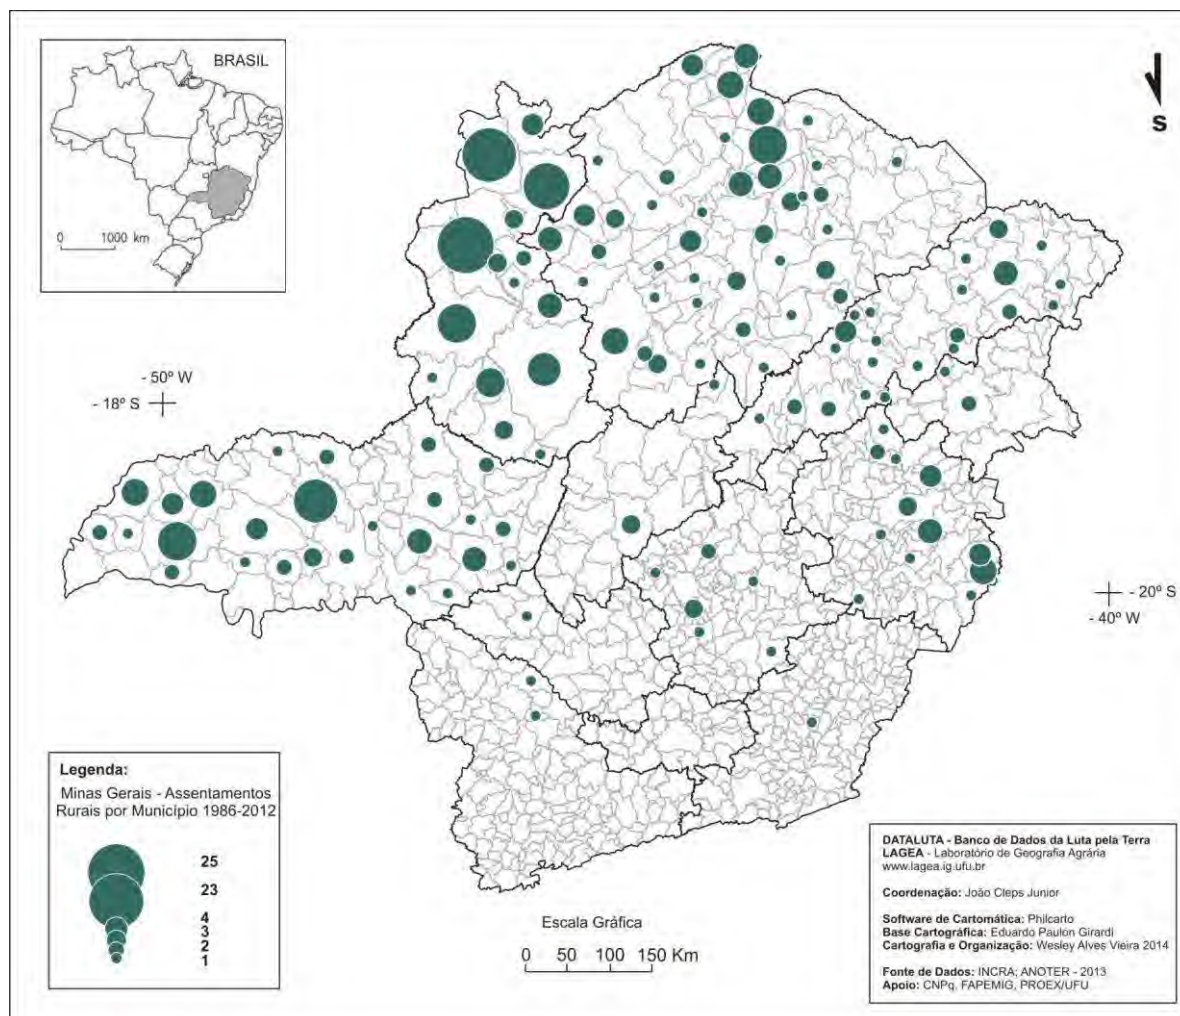 BRASIL
0 1000 km
S
- 50º W
- 18º S
- 20º S
- 40º W
Legenda:
Minas Gerais - Assentamentos
Rurais por Município 1986-2012
25
23
4
3
2
1
Escala Gráfica
0 50 100 150 Km
DATALUTA - Banco de Dados da Luta pela Terra
LAGEA - Laboratório de Geografia Agrária
www.lagea.ig.ufu.br
Coordenação: João Cleps Junior
Software de Cartomática: Philcarto
Base Cartográfica: Eduardo Paulon Girardi
Cartografia e Organização: Wesley Alves Vieira 2014
Fonte de Dados: INCRA; ANOTER - 2013
Apoio: CNPq. FAPEMIG, PROEX/UFU